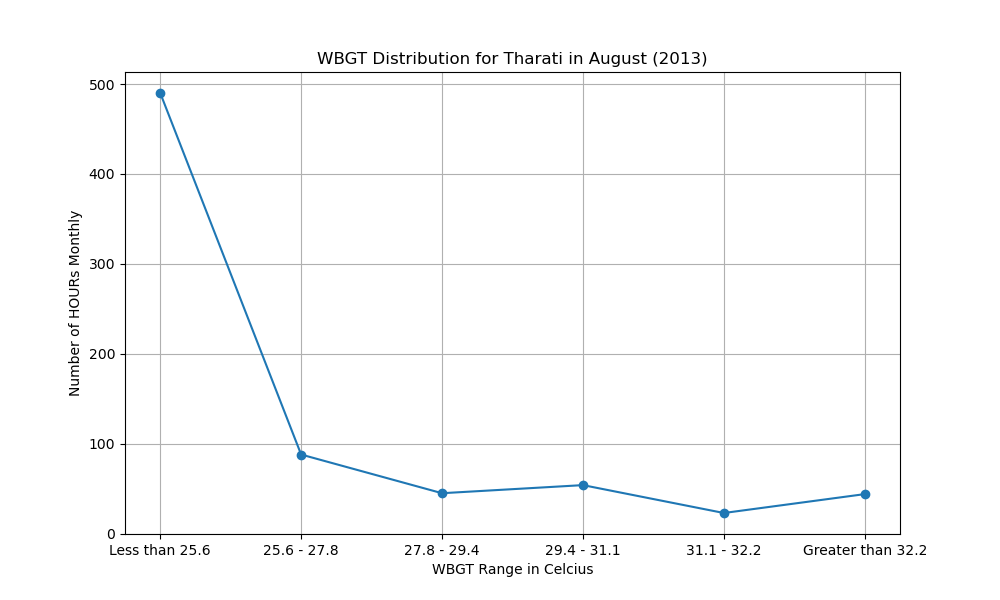 WBGT Distribution for Tharati in August (2013)
Number of HOURs Monthly
500
400
300
200
100
0
Less than 25.6
25.6 - 27.8
27.8 - 29.4
29.4 - 31.1
31.1 - 32.2
Greater than 32.2
WBGT Range in Celcius